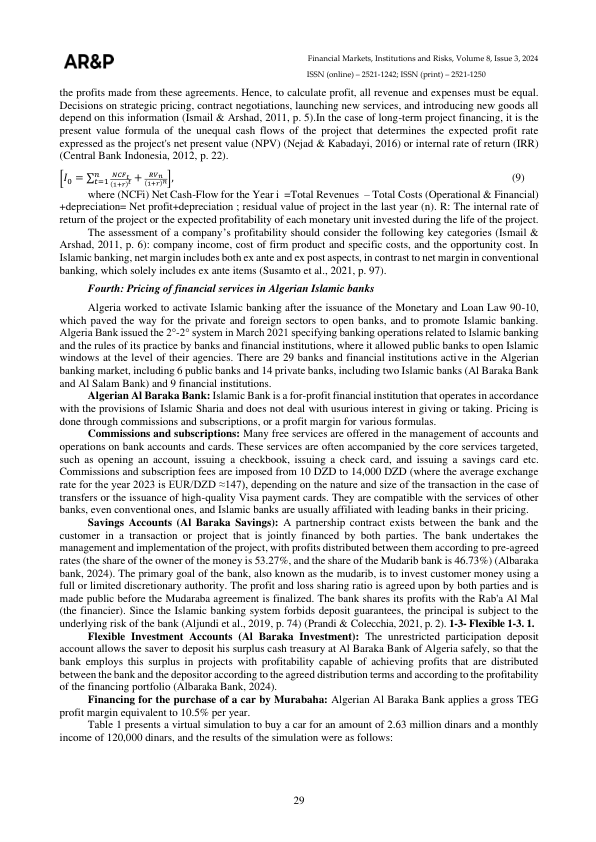 AR&P
Financial Markets, Institutions and Risks, Volume 8, Issue 3, 2024
ISSN (online) – 2521-1242; ISSN (print) – 2521-1250
the profits made from these agreements. Hence, to calculate profit, all revenue and expenses must be equal.
Decisions on strategic pricing, contract negotiations, launching new services, and introducing new goods all
depend on this information (Ismail & Arshad, 2011, p. 5).In the case of long-term project financing, it is the
present value formula of the unequal cash flows of the project that determines the expected profit rate
expressed as the project's net present value (NPV) (Nejad & Kabadayi, 2016) or internal rate of return (IRR)
(Central Bank Indonesia, 2012, p. 22).
[I₀ = ∑ⁿₜ₌₁ NCFₜ/(1+r)ᵗ + RVₙ/(1+r)ⁿ], (9)
where (NCFi) Net Cash-Flow for the Year i =Total Revenues – Total Costs (Operational & Financial)
+depreciation= Net profit+depreciation ; residual value of project in the last year (n). R: The internal rate of
return of the project or the expected profitability of each monetary unit invested during the life of the project.
The assessment of a company's profitability should consider the following key categories (Ismail &
Arshad, 2011, p. 6): company income, cost of firm product and specific costs, and the opportunity cost. In
Islamic banking, net margin includes both ex ante and ex post aspects, in contrast to net margin in conventional
banking, which solely includes ex ante items (Susamto et al., 2021, p. 97).
Fourth: Pricing of financial services in Algerian Islamic banks
Algeria worked to activate Islamic banking after the issuance of the Monetary and Loan Law 90-10,
which paved the way for the private and foreign sectors to open banks, and to promote Islamic banking.
Algeria Bank issued the 2°-2° system in March 2021 specifying banking operations related to Islamic banking
and the rules of its practice by banks and financial institutions, where it allowed public banks to open Islamic
windows at the level of their agencies. There are 29 banks and financial institutions active in the Algerian
banking market, including 6 public banks and 14 private banks, including two Islamic banks (Al Baraka Bank
and Al Salam Bank) and 9 financial institutions.
Algerian Al Baraka Bank: Islamic Bank is a for-profit financial institution that operates in accordance
with the provisions of Islamic Sharia and does not deal with usurious interest in giving or taking. Pricing is
done through commissions and subscriptions, or a profit margin for various formulas.
Commissions and subscriptions: Many free services are offered in the management of accounts and
operations on bank accounts and cards. These services are often accompanied by the core services targeted,
such as opening an account, issuing a checkbook, issuing a check card, and issuing a savings card etc.
Commissions and subscription fees are imposed from 10 DZD to 14,000 DZD (where the average exchange
rate for the year 2023 is EUR/DZD ≈147), depending on the nature and size of the transaction in the case of
transfers or the issuance of high-quality Visa payment cards. They are compatible with the services of other
banks, even conventional ones, and Islamic banks are usually affiliated with leading banks in their pricing.
Savings Accounts (Al Baraka Savings): A partnership contract exists between the bank and the
customer in a transaction or project that is jointly financed by both parties. The bank undertakes the
management and implementation of the project, with profits distributed between them according to pre-agreed
rates (the share of the owner of the money is 53.27%, and the share of the Mudarib bank is 46.73%) (Albaraka
bank, 2024). The primary goal of the bank, also known as the mudarib, is to invest customer money using a
full or limited discretionary authority. The profit and loss sharing ratio is agreed upon by both parties and is
made public before the Mudaraba agreement is finalized. The bank shares its profits with the Rab'a Al Mal
(the financier). Since the Islamic banking system forbids deposit guarantees, the principal is subject to the
underlying risk of the bank (Aljundi et al., 2019, p. 74) (Prandi & Colecchia, 2021, p. 2). 1-3- Flexible 1-3. 1.
Flexible Investment Accounts (Al Baraka Investment): The unrestricted participation deposit
account allows the saver to deposit his surplus cash treasury at Al Baraka Bank of Algeria safely, so that the
bank employs this surplus in projects with profitability capable of achieving profits that are distributed
between the bank and the depositor according to the agreed distribution terms and according to the profitability
of the financing portfolio (Albaraka Bank, 2024).
Financing for the purchase of a car by Murabaha: Algerian Al Baraka Bank applies a gross TEG
profit margin equivalent to 10.5% per year.
Table 1 presents a virtual simulation to buy a car for an amount of 2.63 million dinars and a monthly
income of 120,000 dinars, and the results of the simulation were as follows:
29